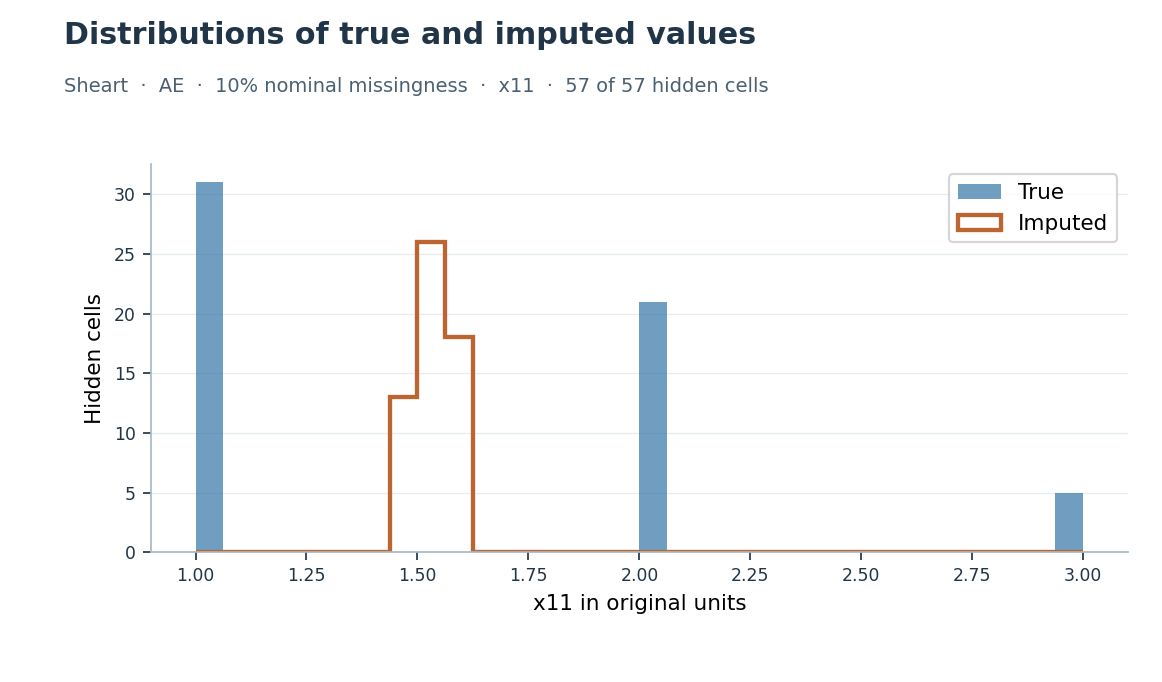 Distributions of true and imputed values
Sheart · AE · 10% nominal missingness · x11 · 57 of 57 hidden cells
True
Imputed
Hidden cells
30
25
20
15
10
5
0
1.00 1.25 1.50 1.75 2.00 2.25 2.50 2.75 3.00
x11 in original units